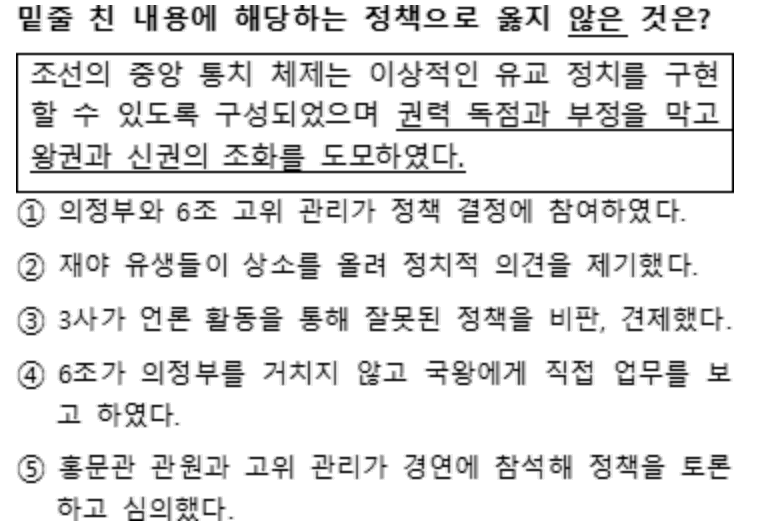 밑줄 친 내용에 해당하는 정책으로 옳지 않은 것은?
조선의 중앙 통치 체제는 이상적인 유교 정치를 구현
할 수 있도록 구성되었으며 권력 독점과 부정을 막고
왕권과 신권의 조화를 도모하였다.
① 의정부와 6조 고위 관리가 정책 결정에 참여하였다.
② 재야 유생들이 상소를 올려 정치적 의견을 제기했다.
③ 3사가 언론 활동을 통해 잘못된 정책을 비판, 견제했다.
④ 6조가 의정부를 거치지 않고 국왕에게 직접 업무를 보
고 하였다.
⑤ 홍문관 관원과 고위 관리가 경연에 참석해 정책을 토론
하고 심의했다.